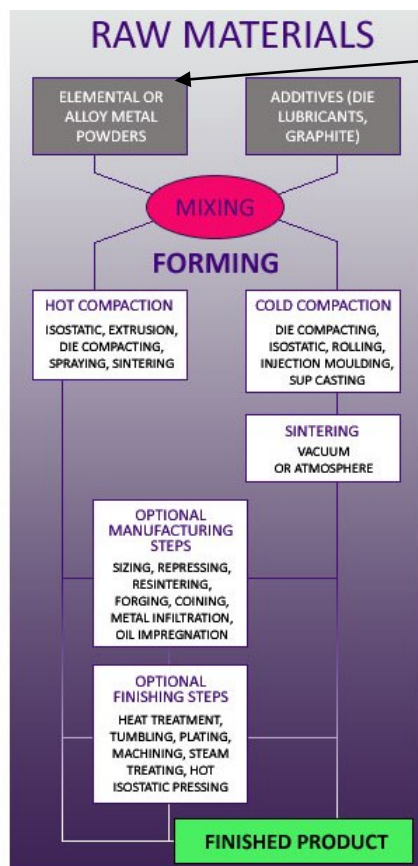 RAW MATERIALS
ELEMENTAL OR
ALLOY METAL
POWDERS
ADDITIVES (DIE
LUBRICANTS,
GRAPHITE)
MIXING
FORMING
HOT COMPACTION
ISOSTATIC, EXTRUSION,
DIE COMPACTING,
SPRAYING, SINTERING
COLD COMPACTION
DIE COMPACTING,
ISOSTATIC, ROLLING,
INJECTION MOULDING,
SUP CASTING
SINTERING
VACUUM
OR ATMOSPHERE
OPTIONAL
MANUFACTURING
STEPS
SIZING, REPRESSING,
RESINTERING,
FORGING, COINING,
METAL INFILTRATION,
OIL IMPREGNATION
OPTIONAL
FINISHING STEPS
HEAT TREATMENT,
TUMBLING, PLATING,
MACHINING, STEAM
TREATING, HOT
ISOSTATIC PRESSING
FINISHED PRODUCT